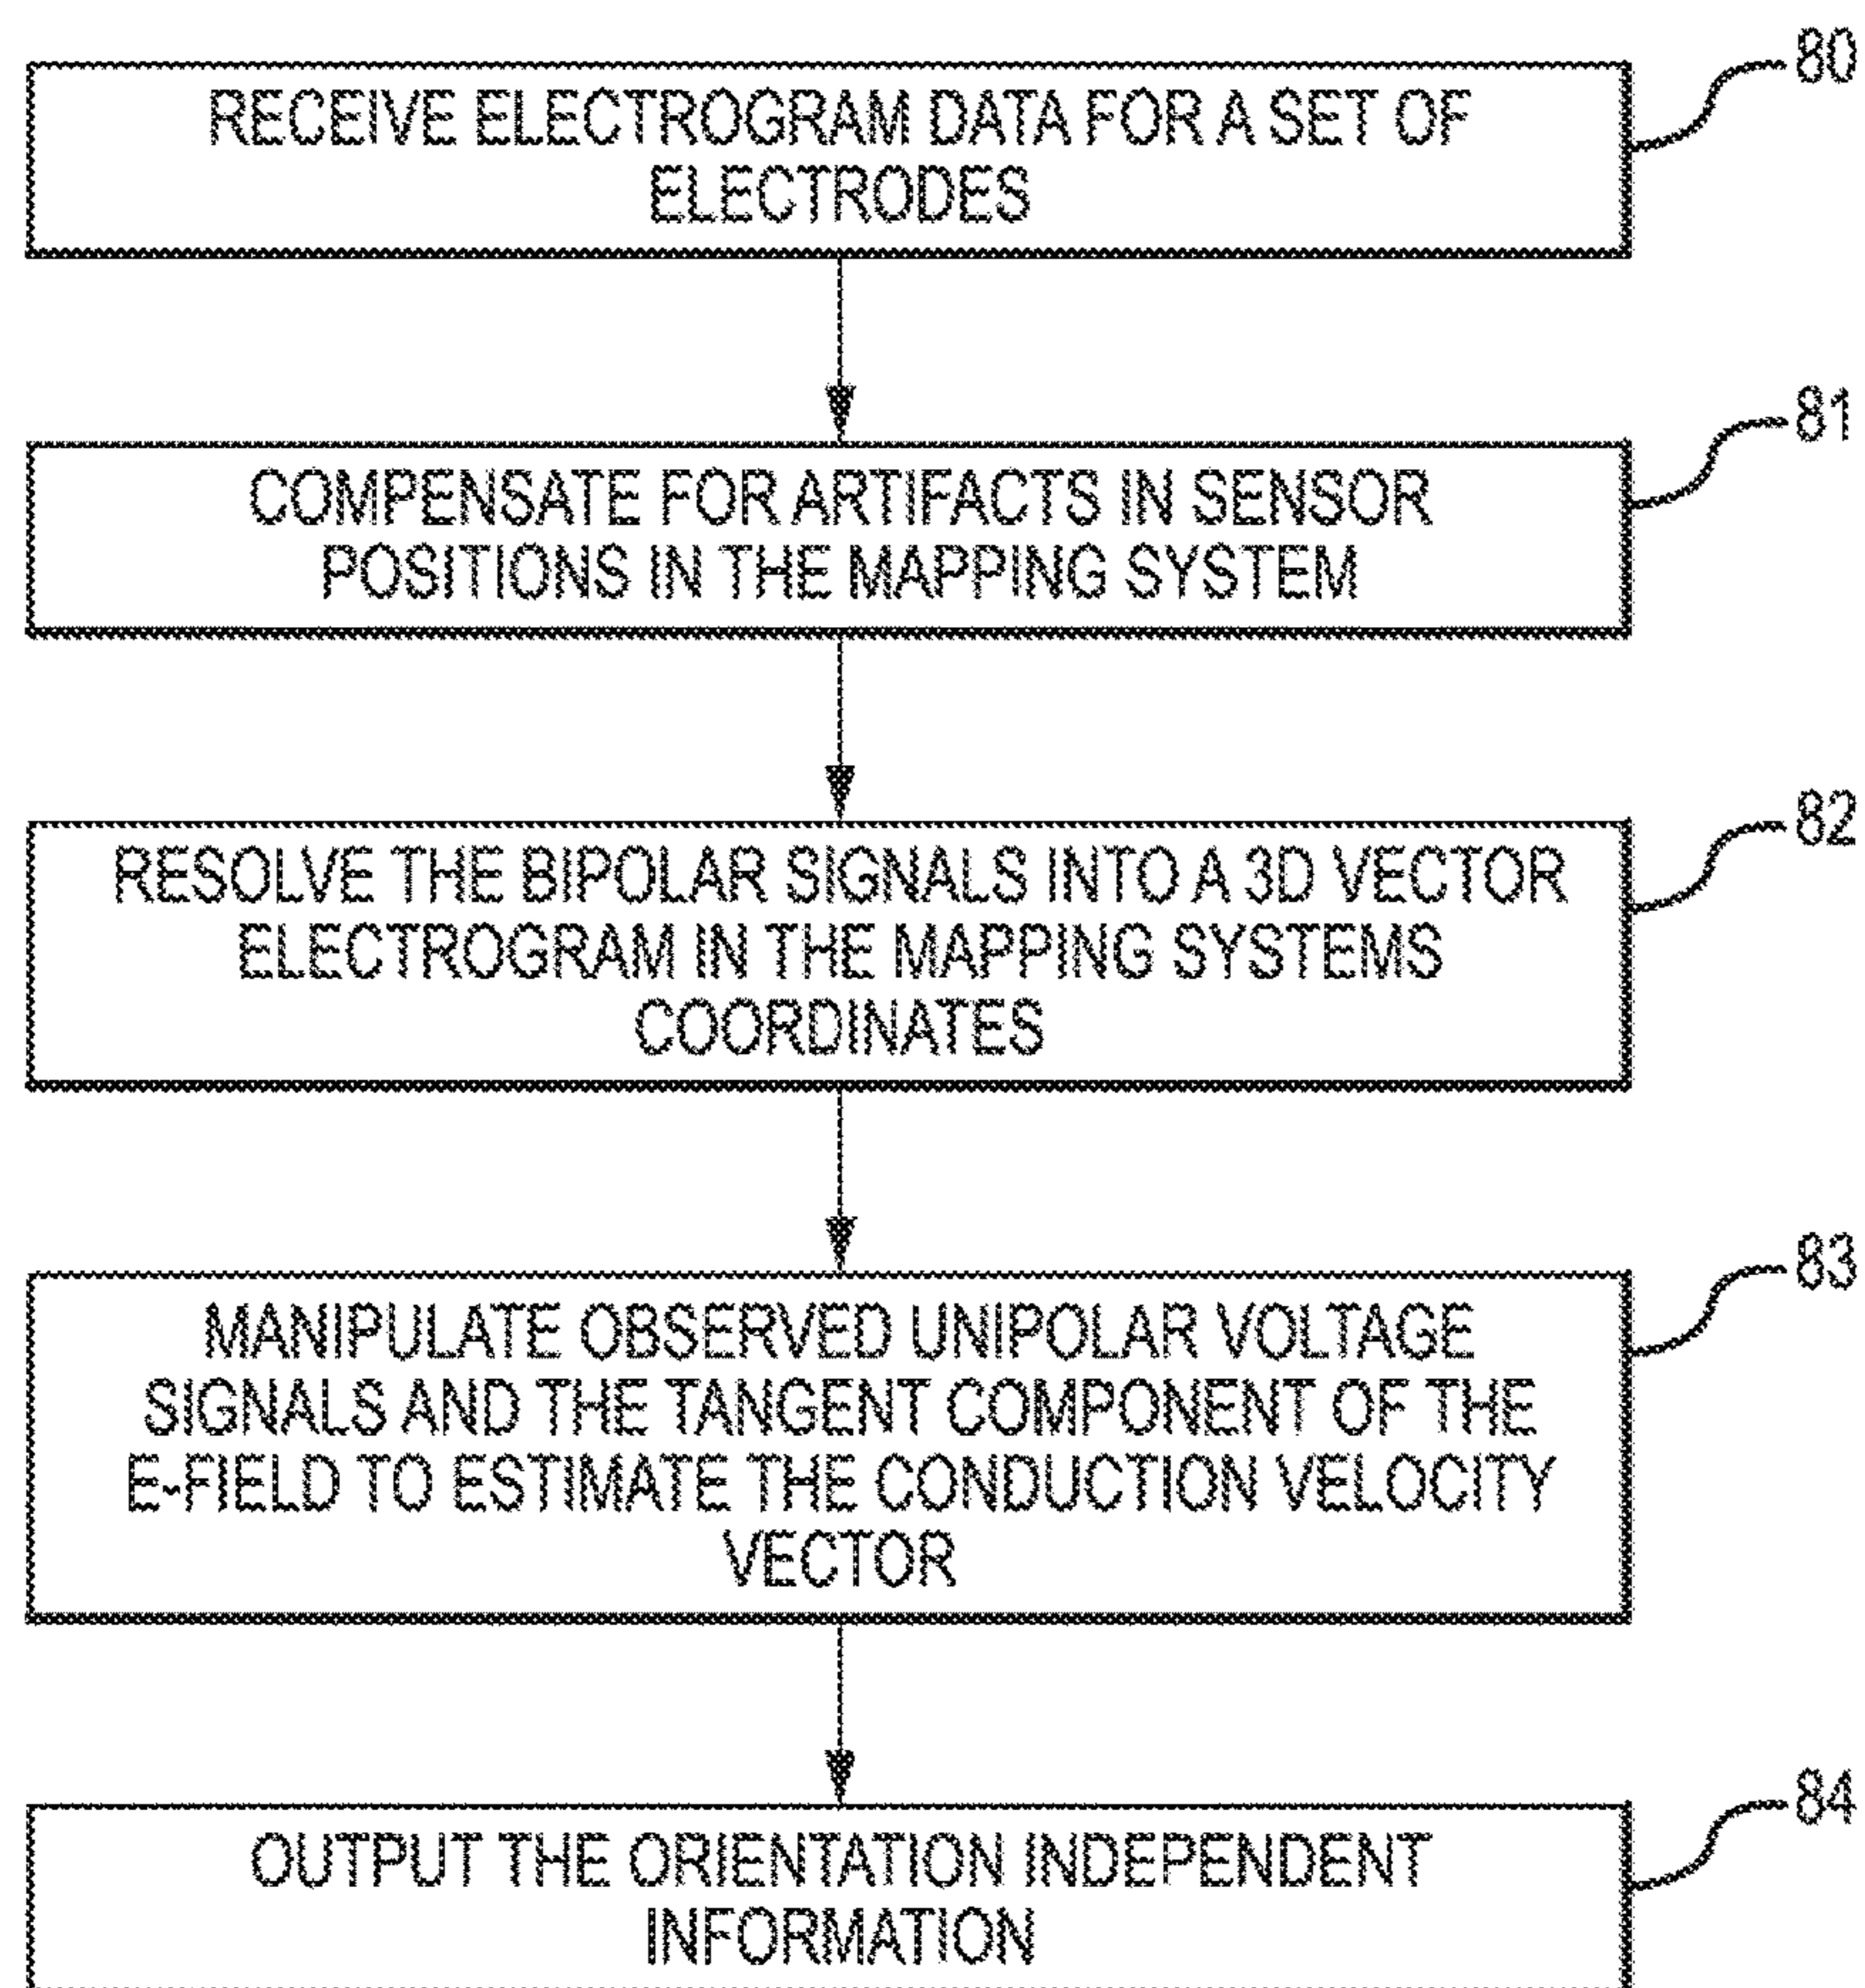 80
RECEIVE ELECTROGRAM DATA FOR A SET OF
ELECTRODES
81
COMPENSATE FOR ARTIFACTS IN SENSOR
POSITIONS IN THE MAPPING SYSTEM
82
RESOLVE THE BIPOLAR SIGNALS INTO A 3D VECTOR
ELECTROGRAM IN THE MAPPING SYSTEMS
COORDINATES
83
MANIPULATE OBSERVED UNIPOLAR VOLTAGE
SIGNALS AND THE TANGENT COMPONENT OF THE
E-FIELD TO ESTIMATE THE CONDUCTION VELOCITY
VECTOR
84
OUTPUT THE ORIENTATION INDEPENDENT
INFORMATION